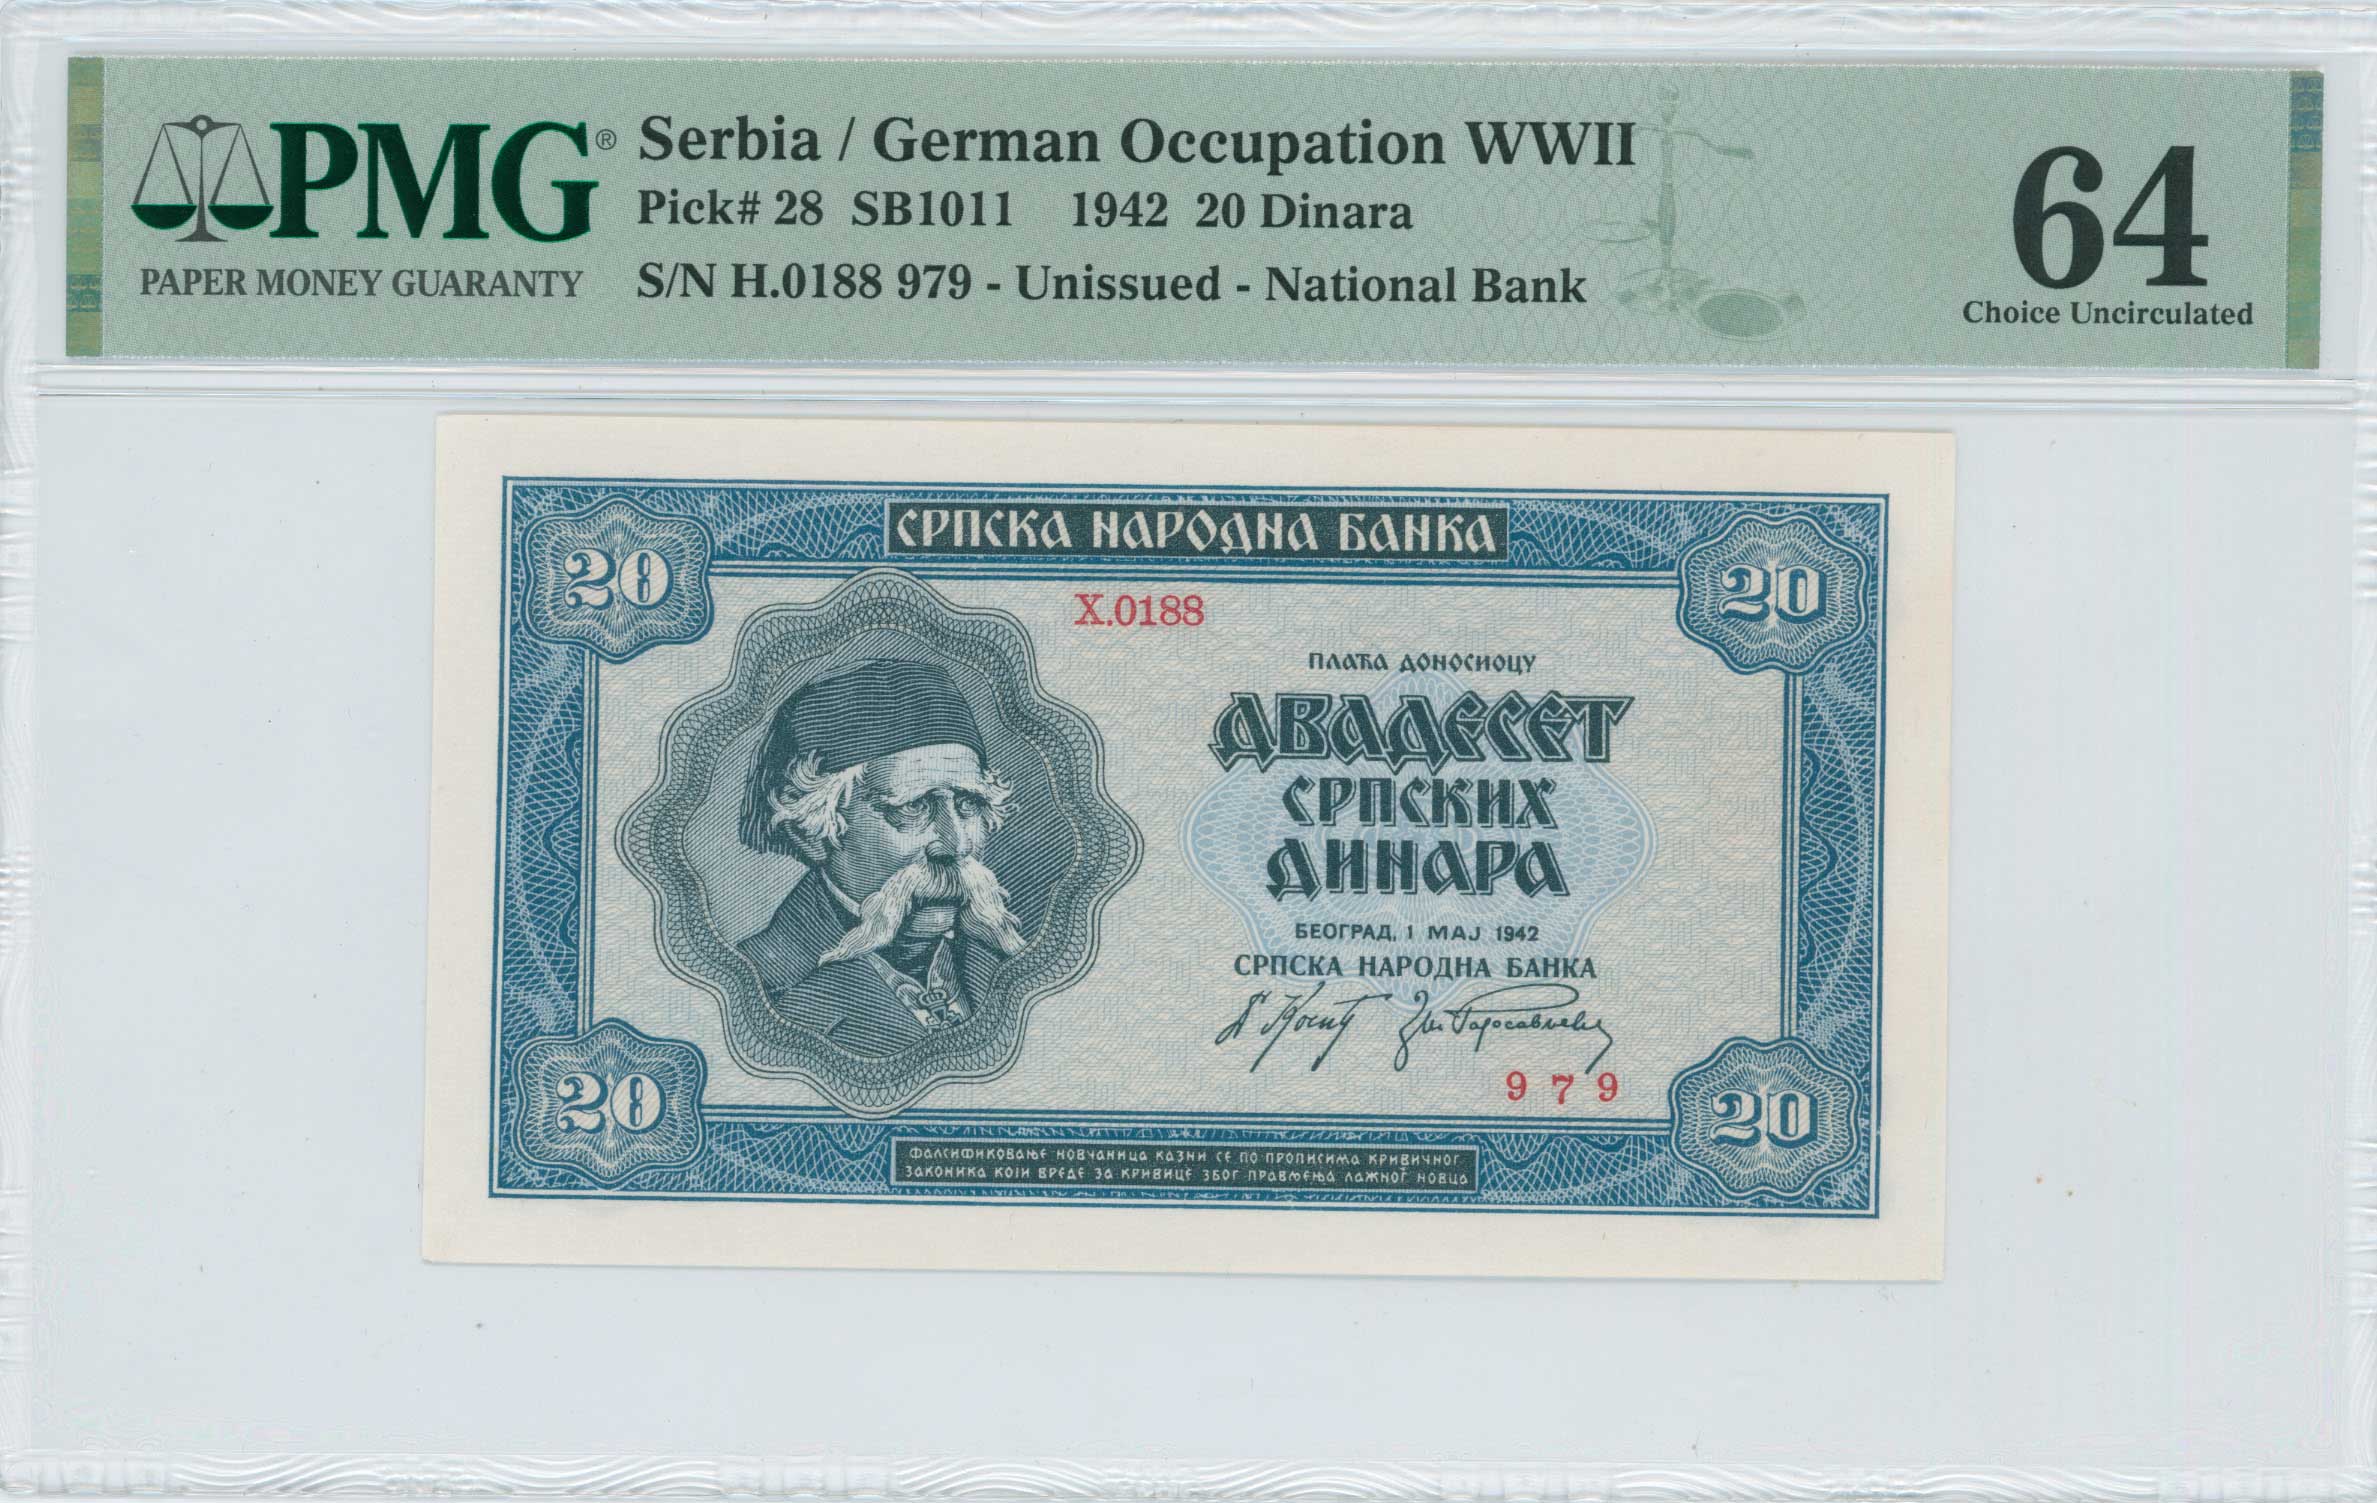 PMG®
PAPER MONEY GUARANTY
Serbia / German Occupation WWII
Pick# 28 SB1011 1942 20 Dinara
S/N H.0188 979 - Unissued - National Bank
64
Choice Uncirculated
СРПСКА НАРОДНА БАНКА
20
20
X.0188
ПЛАЋА ДОНОСИОЦУ
ДВАДЕСЕТ
СРПСКИХ
ДИНАРА
БЕОГРАД, 1 МАЈ 1942
СРПСКА НАРОДНА БАНКА
979
20
20
ФАЛСИФИКОВАЊЕ НОВЧАНИЦА КАЗНИ СЕ ПО ПРОПИСИМА КРИВИЧНОГ
ЗАКОНИКА КОЈИ ВРЕДЕ ЗА КРИВИЦЕ ЗБОГ ПРАВЉЕЊА ЛАЖНОГ НОВЦА